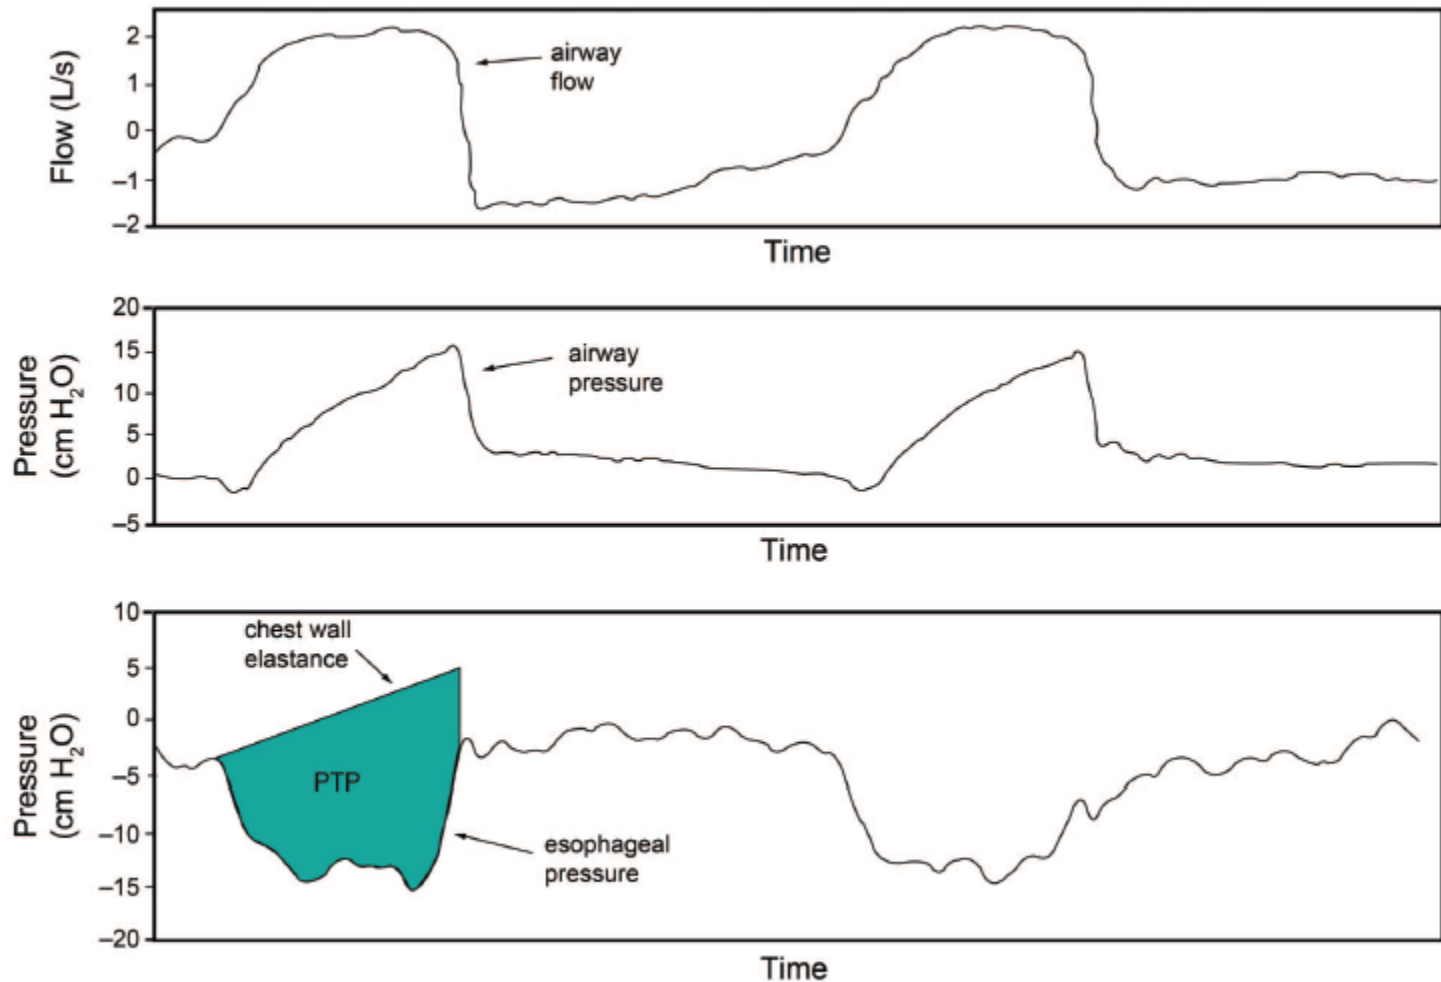 Flow (L/s)
2
1
0
–1
–2
airway
flow
Time
Pressure
(cm H₂O)
20
15
10
5
0
–5
airway
pressure
Time
Pressure
(cm H₂O)
10
5
0
–5
–10
–15
–20
chest wall
elastance
PTP
esophageal
pressure
Time